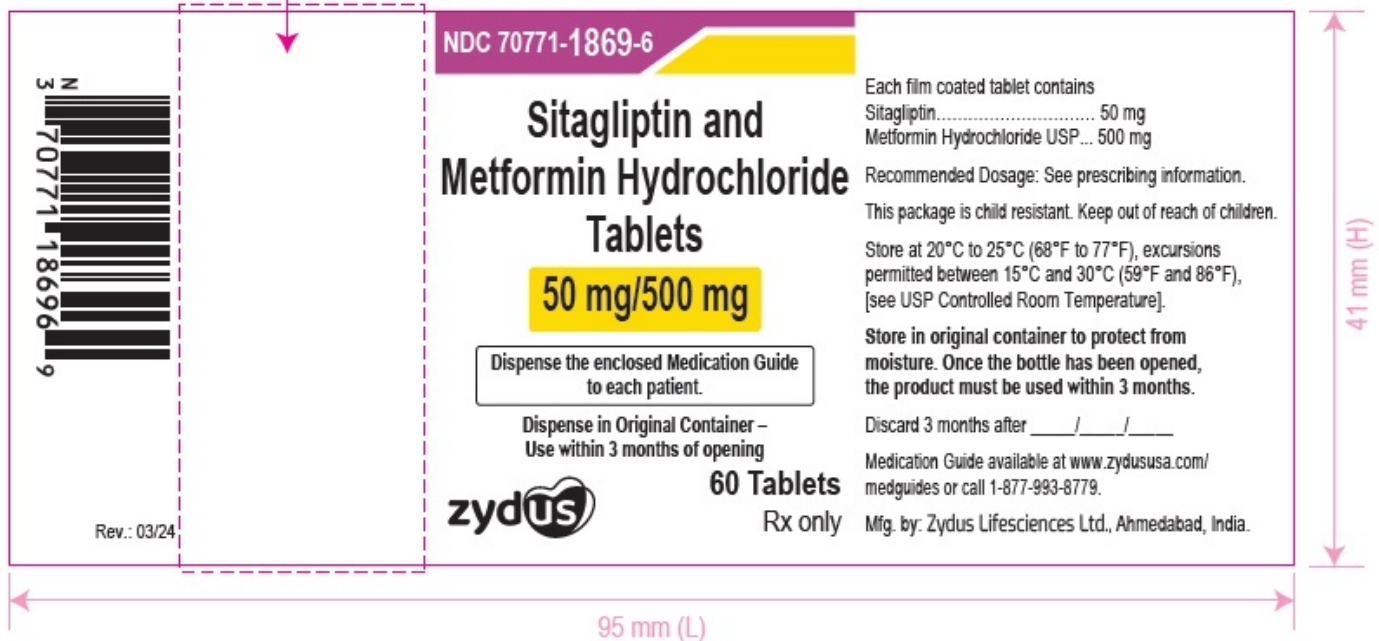 N
3 70771 18696 9
Rev.: 03/24
NDC 70771-1869-6
Sitagliptin and
Metformin Hydrochloride
Tablets
50 mg/500 mg
Dispense the enclosed Medication Guide
to each patient.
Dispense in Original Container –
Use within 3 months of opening
60 Tablets
zydus
Rx only
Each film coated tablet contains
Sitagliptin.............................. 50 mg
Metformin Hydrochloride USP... 500 mg
Recommended Dosage: See prescribing information.
This package is child resistant. Keep out of reach of children.
Store at 20°C to 25°C (68°F to 77°F), excursions
permitted between 15°C and 30°C (59°F and 86°F),
[see USP Controlled Room Temperature].
Store in original container to protect from
moisture. Once the bottle has been opened,
the product must be used within 3 months.
Discard 3 months after _____/_____/_____
Medication Guide available at www.zydususa.com/
medguides or call 1-877-993-8779.
Mfg. by: Zydus Lifesciences Ltd., Ahmedabad, India.
41 mm (H)
95 mm (L)